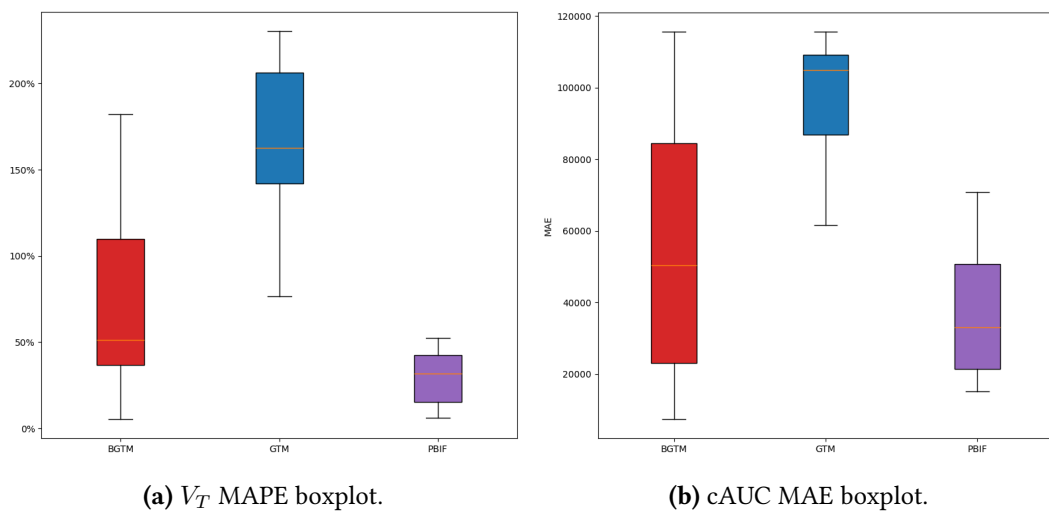 200%
150%
100%
50%
0%
BGTM GTM PBIF
(a) V_T MAPE boxplot.
120000
100000
80000
60000
40000
20000
MAE
BGTM GTM PBIF
(b) cAUC MAE boxplot.